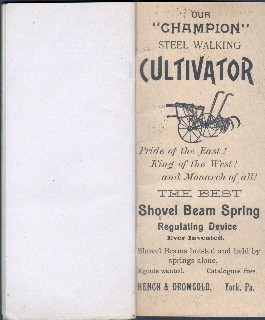 OUR
"CHAMPION"
STEEL WALKING
CULTIVATOR
Pride of the East!
King of the West!
and Monarch of all!
THE BEST
Shovel Beam Spring
Regulating Device
Ever Invented.
Shovel Beams hoisted and held by
springs alone.
Agents wanted. Catalogue free.
HENCH & DROMGOLD, York, Pa.